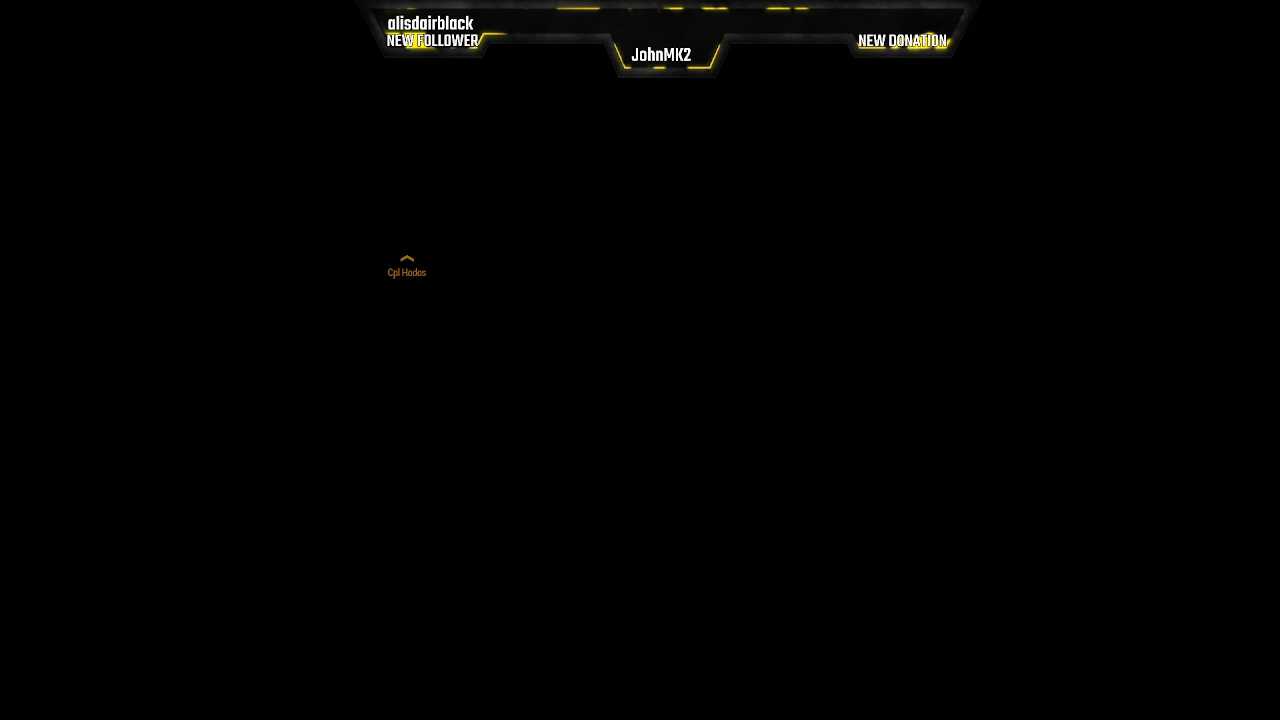 alisdairblack
NEW FOLLOWER
NEW DONATION
JohnMK2
Cpl Hodos